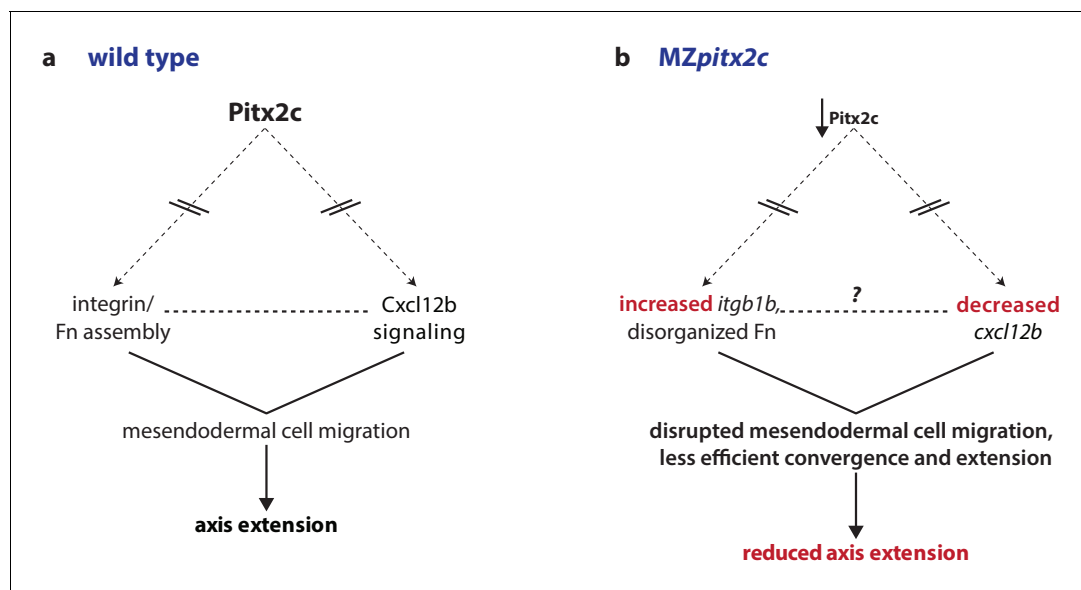 a wild type
Pitx2c
integrin/
Fn assembly
Cxcl12b
signaling
mesendodermal cell migration
axis extension
b MZpitx2c
Pitx2c
increased itgb1b,
disorganized Fn
?
decreased
cxcl12b
disrupted mesendodermal cell migration,
less efficient convergence and extension
reduced axis extension